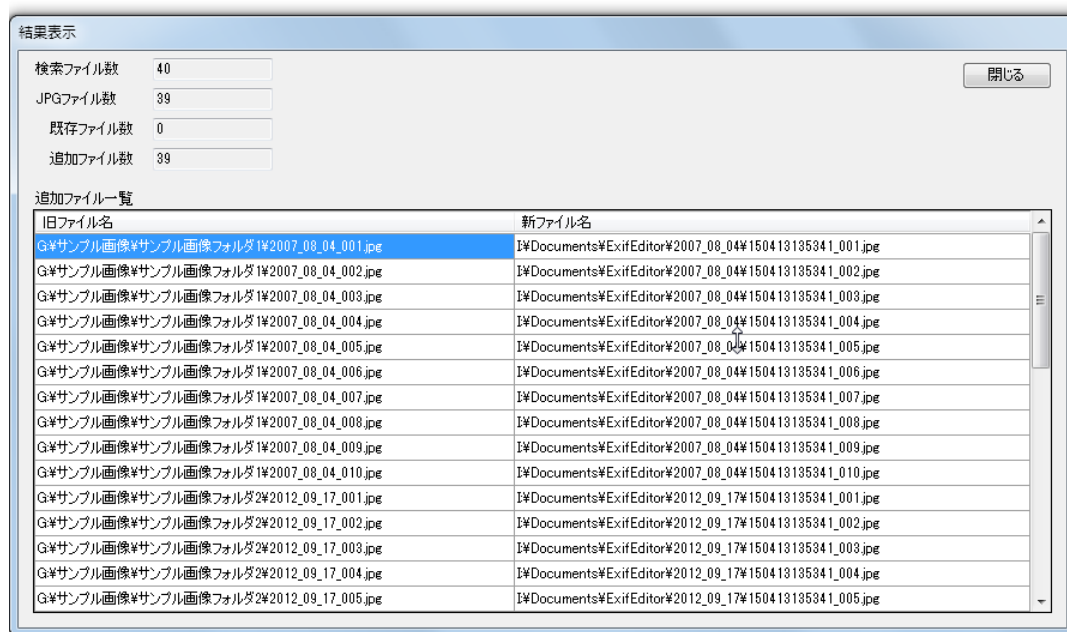 結果表示
検索ファイル数 40 閉じる
JPGファイル数 39
既存ファイル数 0
追加ファイル数 39
追加ファイル一覧
旧ファイル名 新ファイル名
G:¥サンプル画像¥サンプル画像フォルダ1¥2007_08_04_001.jpg I:¥Documents¥ExifEditor¥2007_08_04¥150413135341_001.jpg
G:¥サンプル画像¥サンプル画像フォルダ1¥2007_08_04_002.jpg I:¥Documents¥ExifEditor¥2007_08_04¥150413135341_002.jpg
G:¥サンプル画像¥サンプル画像フォルダ1¥2007_08_04_003.jpg I:¥Documents¥ExifEditor¥2007_08_04¥150413135341_003.jpg
G:¥サンプル画像¥サンプル画像フォルダ1¥2007_08_04_004.jpg I:¥Documents¥ExifEditor¥2007_08_04¥150413135341_004.jpg
G:¥サンプル画像¥サンプル画像フォルダ1¥2007_08_04_005.jpg I:¥Documents¥ExifEditor¥2007_08_04¥150413135341_005.jpg
G:¥サンプル画像¥サンプル画像フォルダ1¥2007_08_04_006.jpg I:¥Documents¥ExifEditor¥2007_08_04¥150413135341_006.jpg
G:¥サンプル画像¥サンプル画像フォルダ1¥2007_08_04_007.jpg I:¥Documents¥ExifEditor¥2007_08_04¥150413135341_007.jpg
G:¥サンプル画像¥サンプル画像フォルダ1¥2007_08_04_008.jpg I:¥Documents¥ExifEditor¥2007_08_04¥150413135341_008.jpg
G:¥サンプル画像¥サンプル画像フォルダ1¥2007_08_04_009.jpg I:¥Documents¥ExifEditor¥2007_08_04¥150413135341_009.jpg
G:¥サンプル画像¥サンプル画像フォルダ1¥2007_08_04_010.jpg I:¥Documents¥ExifEditor¥2007_08_04¥150413135341_010.jpg
G:¥サンプル画像¥サンプル画像フォルダ2¥2012_09_17_001.jpg I:¥Documents¥ExifEditor¥2012_09_17¥150413135341_001.jpg
G:¥サンプル画像¥サンプル画像フォルダ2¥2012_09_17_002.jpg I:¥Documents¥ExifEditor¥2012_09_17¥150413135341_002.jpg
G:¥サンプル画像¥サンプル画像フォルダ2¥2012_09_17_003.jpg I:¥Documents¥ExifEditor¥2012_09_17¥150413135341_003.jpg
G:¥サンプル画像¥サンプル画像フォルダ2¥2012_09_17_004.jpg I:¥Documents¥ExifEditor¥2012_09_17¥150413135341_004.jpg
G:¥サンプル画像¥サンプル画像フォルダ2¥2012_09_17_005.jpg I:¥Documents¥ExifEditor¥2012_09_17¥150413135341_005.jpg